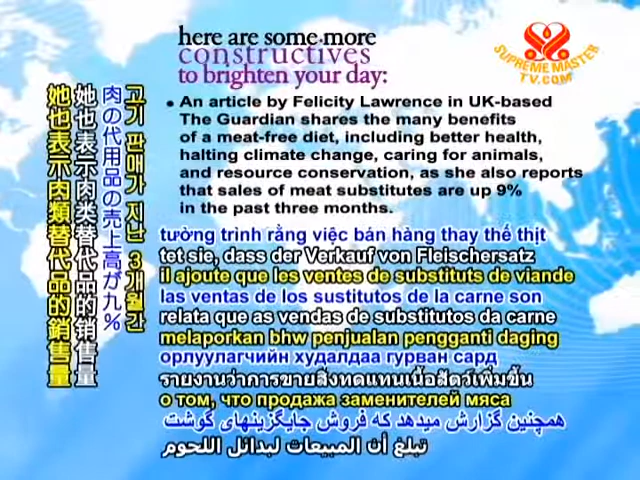 here are some more
constructives
to brighten your day:
SUPREME MASTER
TV.COM
• An article by Felicity Lawrence in UK-based
The Guardian shares the many benefits
of a meat-free diet, including better health,
halting climate change, caring for animals,
and resource conservation, as she also reports
that sales of meat substitutes are up 9%
in the past three months.
고기 판매가 지난 3개월간
肉の代用品の売上高が九%
她也表示肉类替代品的销售量
她也表示肉類替代品的銷售量
tường trình rằng việc bán hàng thay thế thịt
tet sie, dass der Verkauf von Fleischersatz
il ajoute que les ventes de substituts de viande
las ventas de los sustitutos de la carne son
relata que as vendas de substitutos da carne
melaporkan bhw penjualan pengganti daging
орлуулагчийн худалдаа гурван сард
รายงานว่าการขายสิ่งทดแทนเนื้อสัตว์เพิ่มขึ้น
о том, что продажа заменителей мяса
همچنین گزارش میدهد که فروش جایگزینهای گوشت
تبلغ أن المبيعات لبدائل اللحوم